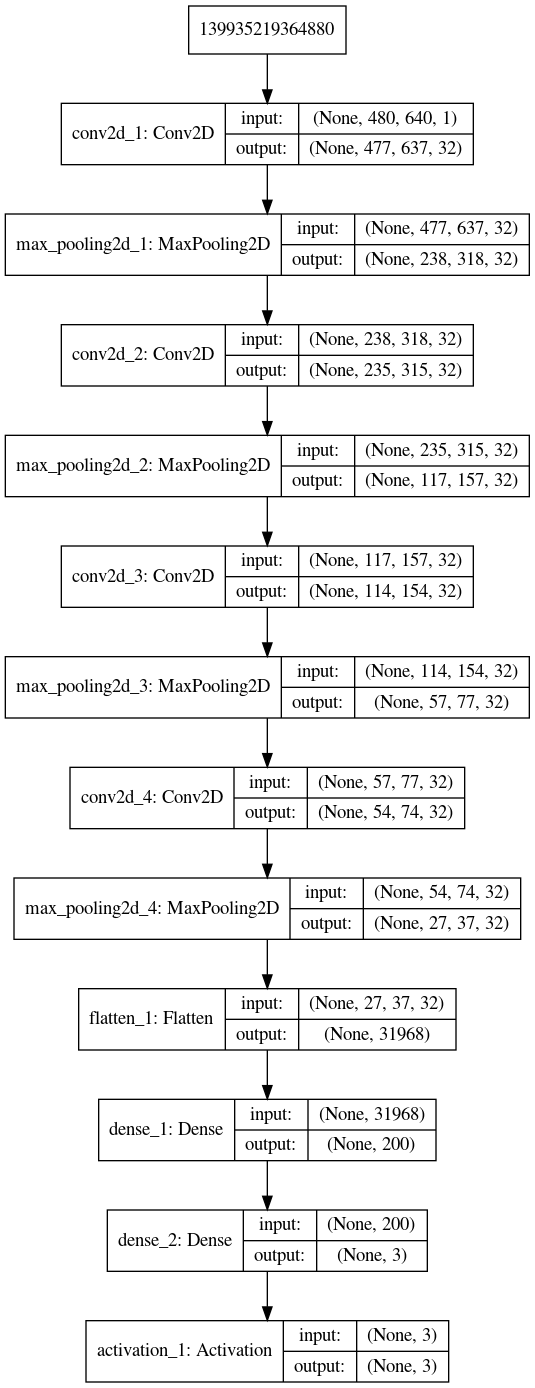 139935219364880
conv2d_1: Conv2D input: (None, 480, 640, 1)
output: (None, 477, 637, 32)
max_pooling2d_1: MaxPooling2D input: (None, 477, 637, 32)
output: (None, 238, 318, 32)
conv2d_2: Conv2D input: (None, 238, 318, 32)
output: (None, 235, 315, 32)
max_pooling2d_2: MaxPooling2D input: (None, 235, 315, 32)
output: (None, 117, 157, 32)
conv2d_3: Conv2D input: (None, 117, 157, 32)
output: (None, 114, 154, 32)
max_pooling2d_3: MaxPooling2D input: (None, 114, 154, 32)
output: (None, 57, 77, 32)
conv2d_4: Conv2D input: (None, 57, 77, 32)
output: (None, 54, 74, 32)
max_pooling2d_4: MaxPooling2D input: (None, 54, 74, 32)
output: (None, 27, 37, 32)
flatten_1: Flatten input: (None, 27, 37, 32)
output: (None, 31968)
dense_1: Dense input: (None, 31968)
output: (None, 200)
dense_2: Dense input: (None, 200)
output: (None, 3)
activation_1: Activation input: (None, 3)
output: (None, 3)